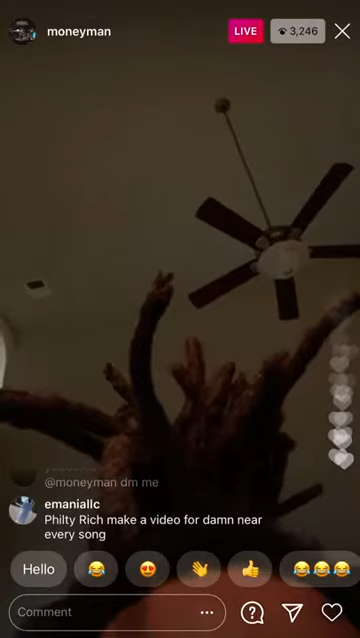 moneyman
LIVE
3,246
@moneyman dm me
emaniallc
Philty Rich make a video for damn near
every song
Hello
Comment